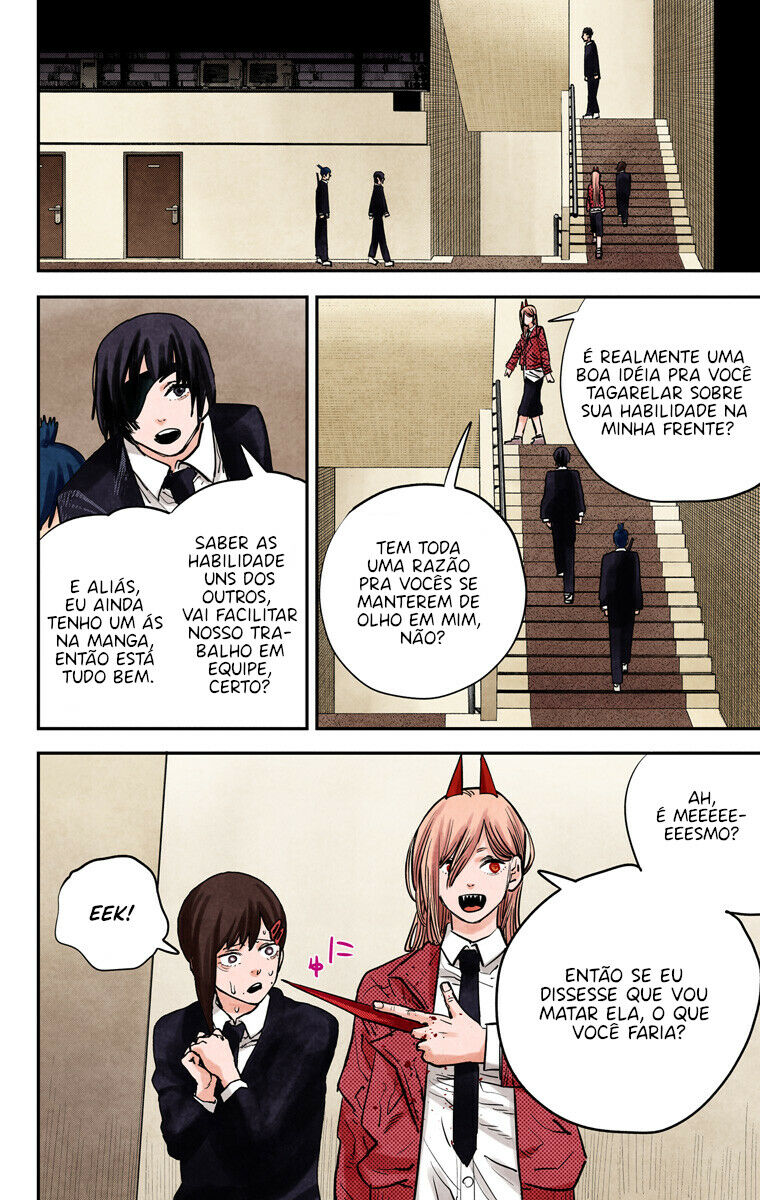 É REALMENTE UMA
BOA IDÉIA PRA VOCÊ
TAGARELAR SOBRE
SUA HABILIDADE NA
MINHA FRENTE?
TEM TODA
UMA RAZÃO
PRA VOCÊS SE
MANTEREM DE
OLHO EM MIM,
NÃO?
SABER AS
HABILIDADE
UNS DOS
OUTROS,
VAI FACILITAR
NOSSO TRA-
BALHO EM
EQUIPE,
CERTO?
E ALIÁS,
EU AINDA
TENHO UM ÁS
NA MANGA,
ENTÃO ESTÁ
TUDO BEM.
AH,
É MEEEEE-
EEESMO?
ENTÃO SE EU
DISSESSE QUE VOU
MATAR ELA, O QUE
VOCÊ FARIA?
に
ゅ
EEK!